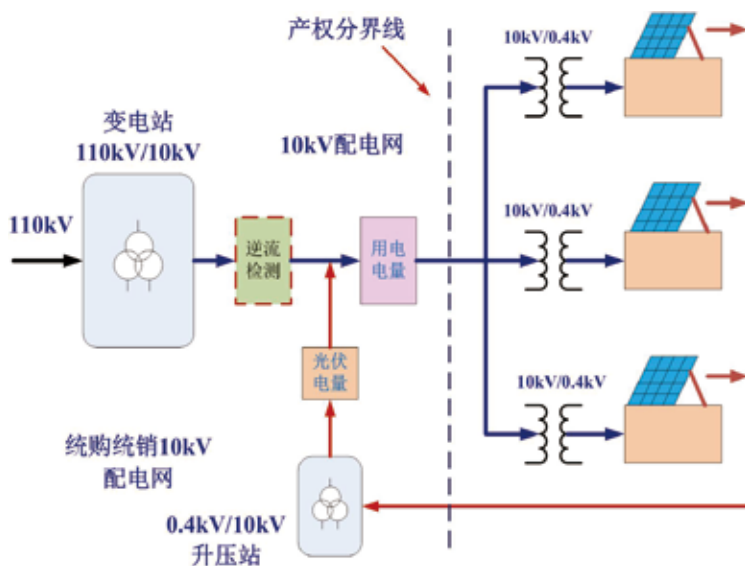 产权分界线
10kV/0.4kV
变电站
110kV/10kV
10kV配电网
110kV
逆流
检测
用电
电量
10kV/0.4kV
光伏
电量
10kV/0.4kV
统购统销10kV
配电网
0.4kV/10kV
升压站